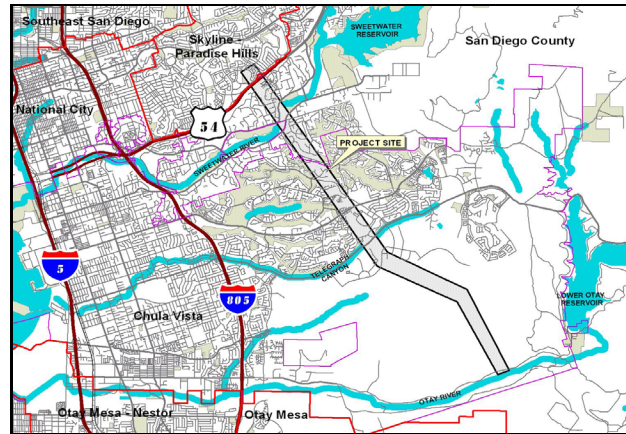 Southeast San Diego
SWEETWATER
RESERVOIR
Skyline -
Paradise Hills
San Diego County
National City
54
PROJECT SITE
SWEETWATER RIVER
5
TELEGRAPH
CANYON
805
LOWER OTAY
RESERVOIR
Chula Vista
OTAY RIVER
Otay Mesa - Nestor
Otay Mesa